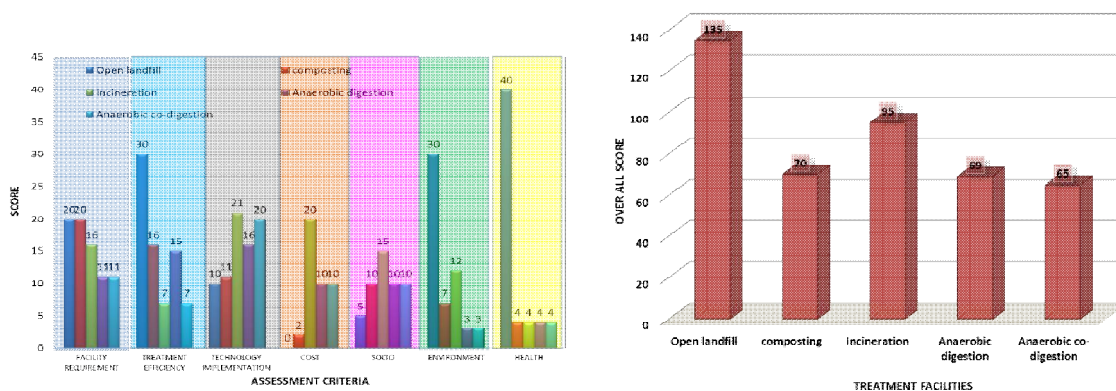 45
40
35
30
25
20
15
10
5
0
SCORE
Open landfill
composting
Incineration
Anaerobic digestion
Anaerobic co-digestion
20 20 16 11 11
30 16 7 15 7
10 11 21 16 20
0 2 20 10 10
5 10 15 10 10
30 7 12 3 3
40 4 4 4 4
FACILITY REQUIREMENT
TREATMENT EFFICIENCY
TECHNOLOGY IMPLEMENTATION
COST
SOCIO
ENVIRONMENT
HEALTH
ASSESSMENT CRITERIA
140
120
100
80
60
40
20
0
OVER ALL SCORE
135
70
95
69
65
Open landfill
composting
Incineration
Anaerobic digestion
Anaerobic co-digestion
TREATMENT FACILITIES